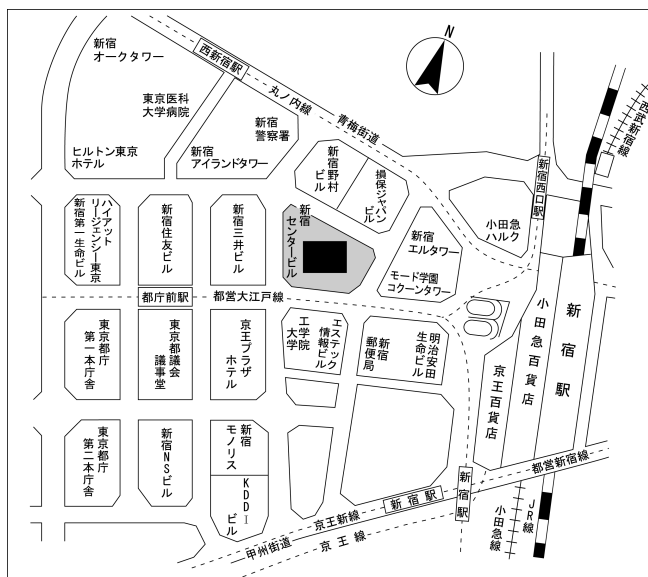 N
新宿
オークタワー
西新宿駅
丸ノ内線
青梅街道
西武新宿線
東京医科
大学病院
新宿
警察署
ヒルトン東京
ホテル
新宿
アイランドタワー
新宿野村
ビル
損保ジャパン
ビル
新宿西口駅
小田急
ハルク
ハイアット
リージェンシー東京
新宿第一生命ビル
新宿住友ビル
新宿三井ビル
新宿
センタービル
新宿
エルタワー
モード学園
コクーンタワー
都庁前駅
都営大江戸線
小田急百貨店
新宿駅
東京都庁
第一本庁舎
東京都議会
議事堂
京王プラザ
ホテル
工学院
大学
エステック
情報ビル
新宿
郵便局
明治安田
生命ビル
京王百貨店
東京都庁
第二本庁舎
新宿NSビル
新宿
モノリス
KDDI
ビル
都営新宿線
新宿駅
新宿駅
京王新線
甲州街道
京王線
小田急線
JR線